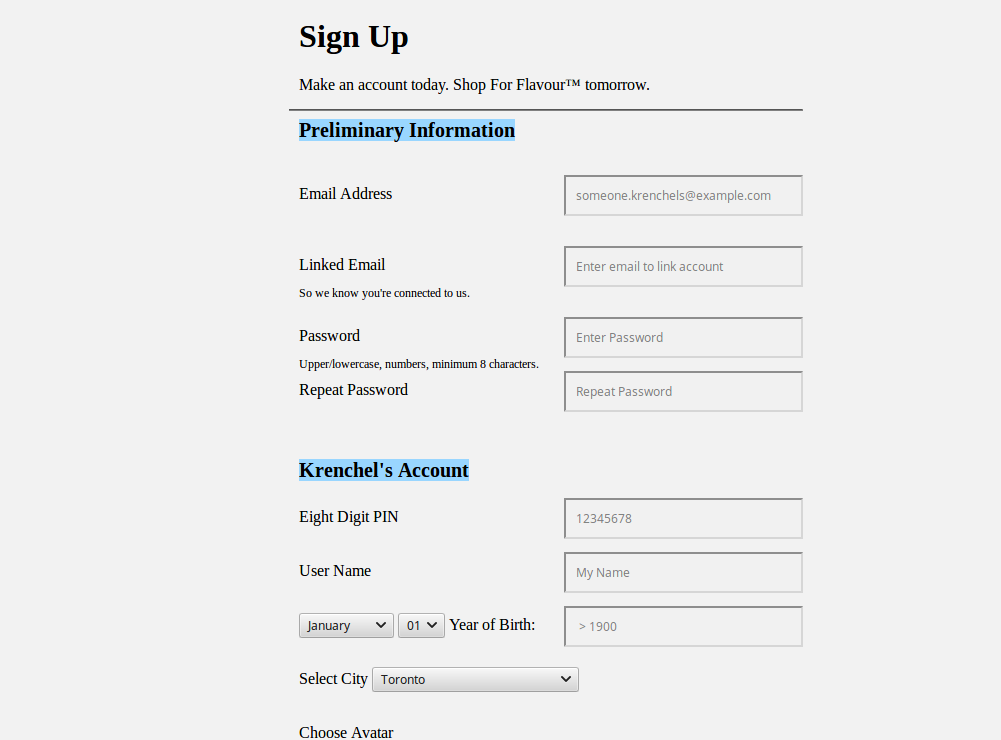 Sign Up
Make an account today. Shop For Flavour™ tomorrow.
Preliminary Information
Email Address someone.krenchels@example.com
Linked Email Enter email to link account
So we know you're connected to us.
Password Enter Password
Upper/lowercase, numbers, minimum 8 characters.
Repeat Password Repeat Password
Krenchel's Account
Eight Digit PIN 12345678
User Name My Name
January 01 Year of Birth: > 1900
Select City Toronto
Choose Avatar